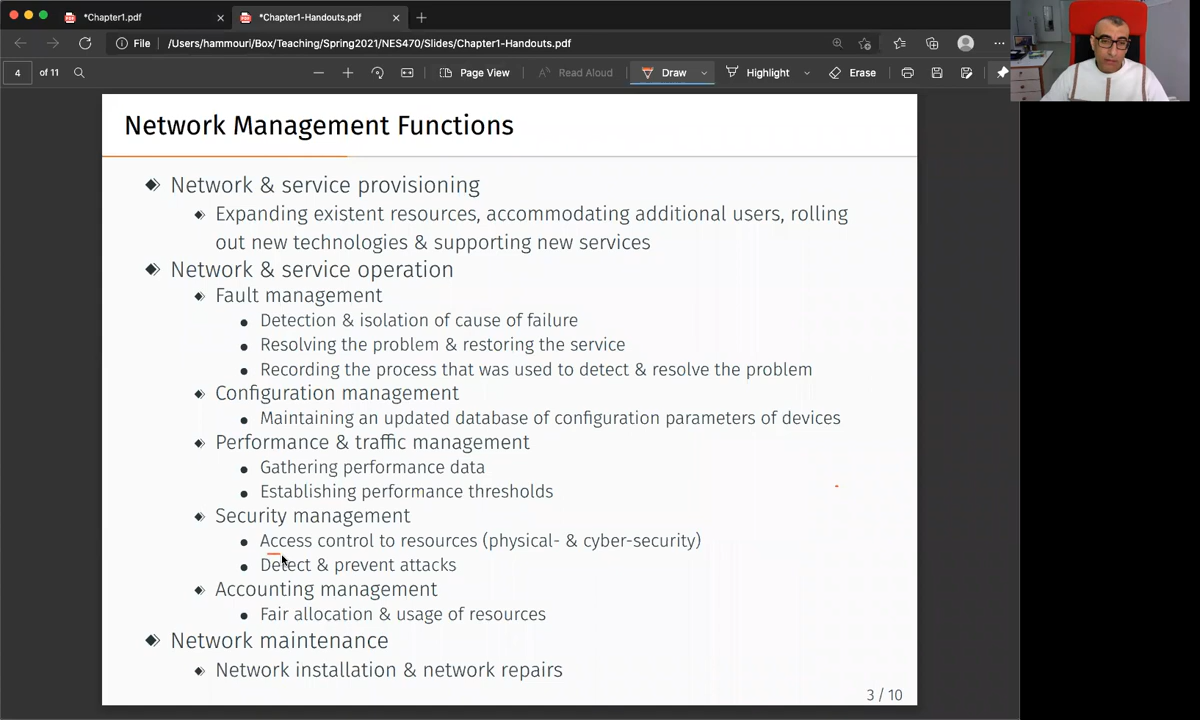 *Chapter1.pdf
*Chapter1-Handouts.pdf
File /Users/hammouri/Box/Teaching/Spring2021/NES470/Slides/Chapter1-Handouts.pdf
4 of 11 Page View Read Aloud Draw Highlight Erase
Network Management Functions
Network & service provisioning
Expanding existent resources, accommodating additional users, rolling
out new technologies & supporting new services
Network & service operation
Fault management
Detection & isolation of cause of failure
Resolving the problem & restoring the service
Recording the process that was used to detect & resolve the problem
Configuration management
Maintaining an updated database of configuration parameters of devices
Performance & traffic management
Gathering performance data
Establishing performance thresholds
Security management
Access control to resources (physical- & cyber-security)
Detect & prevent attacks
Accounting management
Fair allocation & usage of resources
Network maintenance
Network installation & network repairs
3 / 10